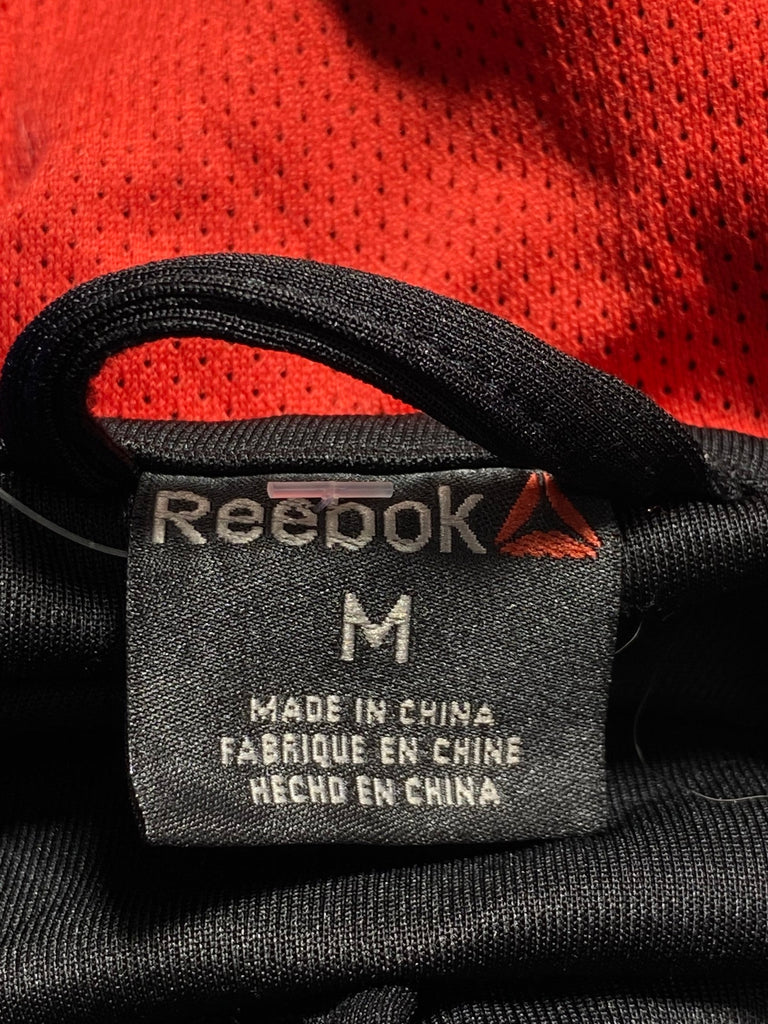 Reebok
M
MADE IN CHINA
FABRIQUE EN CHINE
HECHO EN CHINA